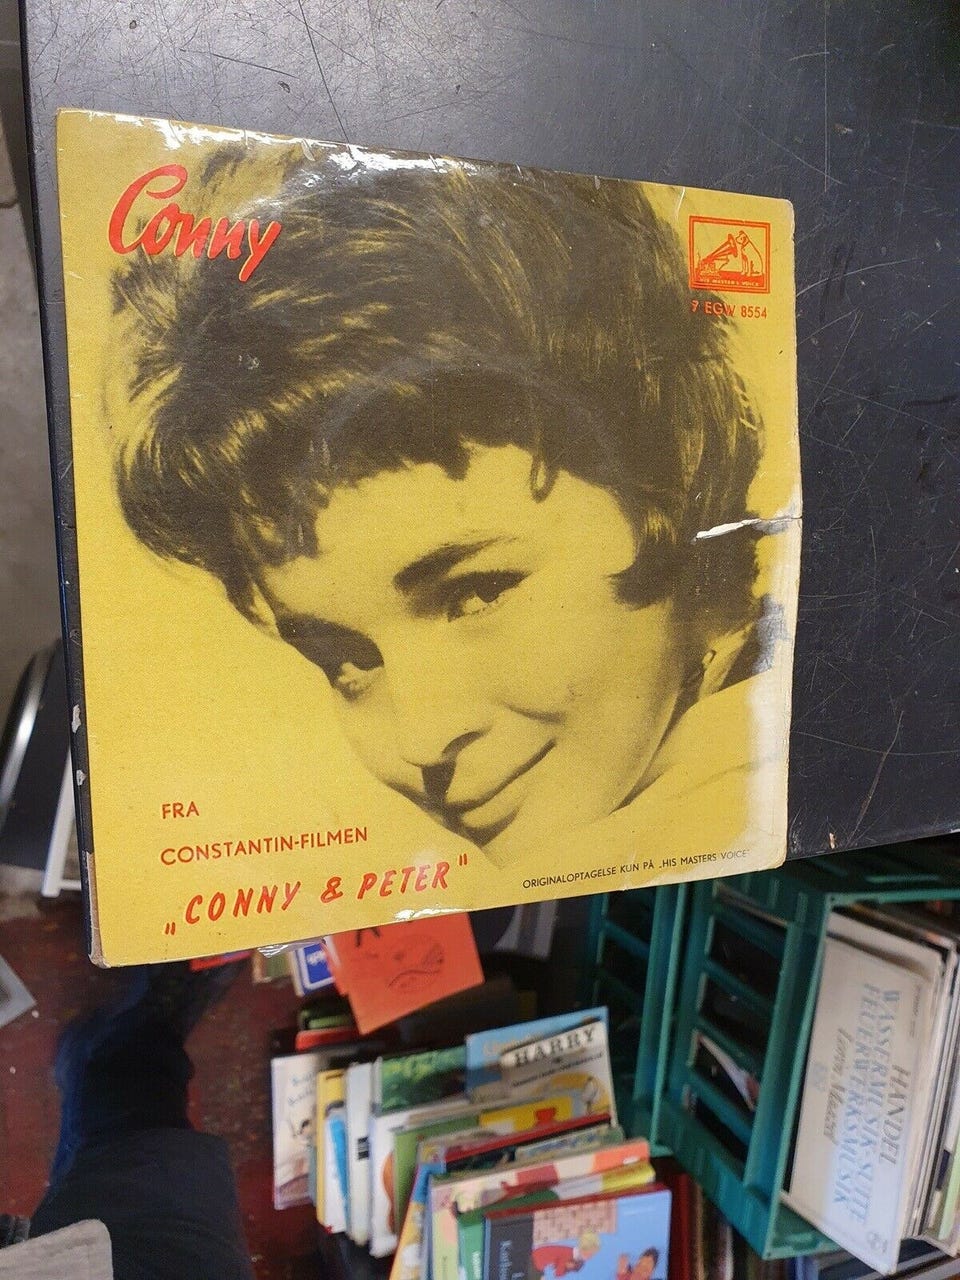 Conny
HIS MASTER'S VOICE
7 EGW 8554
FRA
CONSTANTIN-FILMEN
„CONNY & PETER"
ORIGINALOPTAGELSE KUN PÅ „HIS MASTERS VOICE"
HARRY
HÄNDEL
WASSERMUSIK-SUITE
FEUERWERKSMUSIK